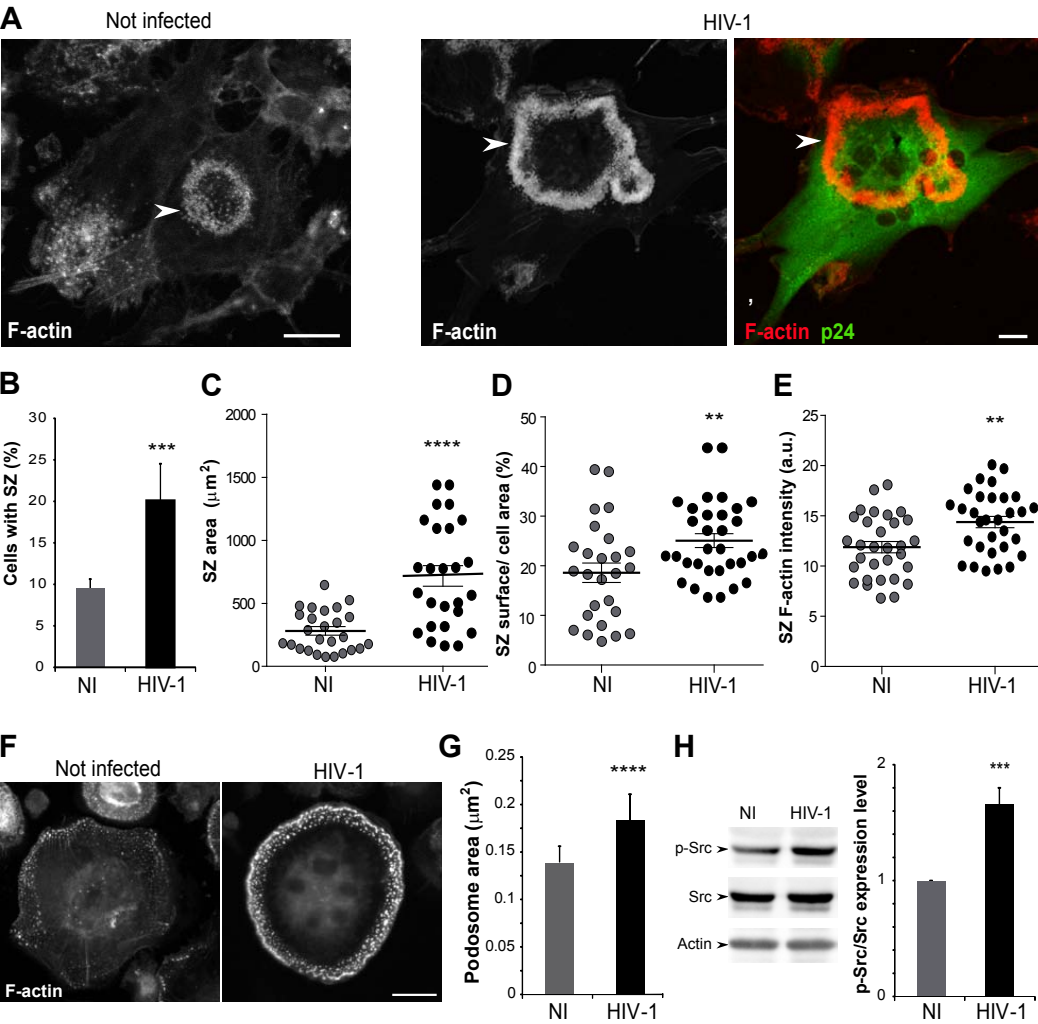 A
Not infected
HIV-1
F-actin
F-actin
,
F-actin p24
B
Cells with SZ (%)
30
25
20
15
10
5
0
***
NI
HIV-1
C
SZ area (μm2)
2000
1500
1000
500
0
****
NI
HIV-1
D
SZ surface/ cell area (%)
50
40
30
20
10
0
**
NI
HIV-1
E
SZ F-actin intensity (a.u.)
25
20
15
10
5
0
**
NI
HIV-1
F
Not infected
HIV-1
F-actin
G
Podosome area (μm2)
0.25
0.2
0.15
0.1
0.05
0
****
NI
HIV-1
H
NI HIV-1
p-Src
Src
Actin
p-Src/Src expression level
2
1
0
***
NI
HIV-1